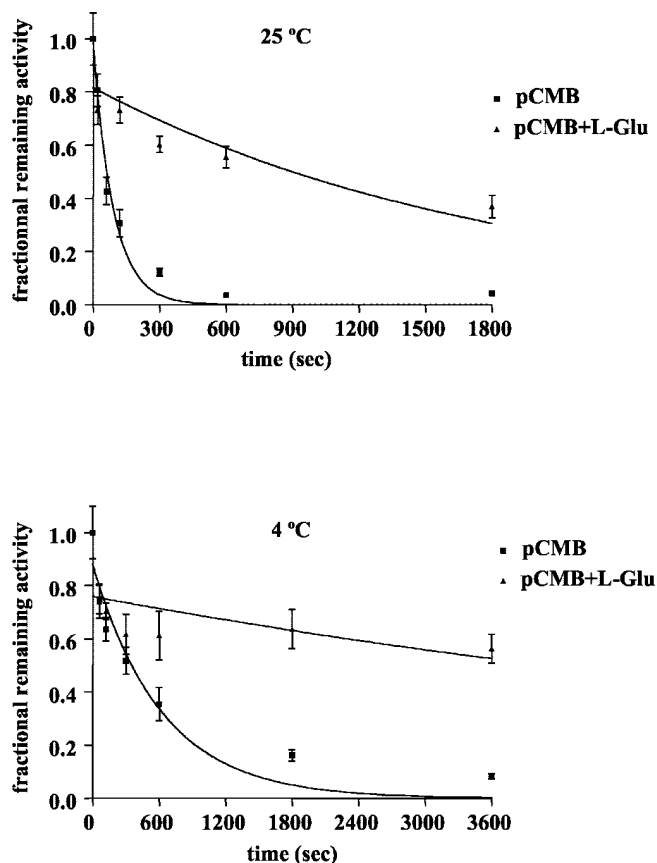 25 ºC
fractionnal remaining activity
1.0
0.8
0.6
0.4
0.2
0.0
pCMB
pCMB+L-Glu
0 300 600 900 1200 1500 1800
time (sec)
4 ºC
fractional remaining activity
1.0
0.8
0.6
0.4
0.2
0.0
pCMB
pCMB+L-Glu
0 600 1200 1800 2400 3000 3600
time (sec)